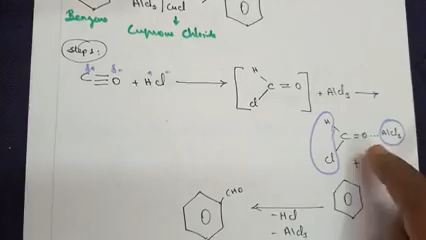 Alcl3 / Cucl
Benzene
Cuprous Chloride
Step 1:
δ+ δ-
C≡O + HCl → [H C=O Cl] + Alcl3 →
H C=O... Alcl3
Cl
+
CHO
-Hcl
- Alcl3